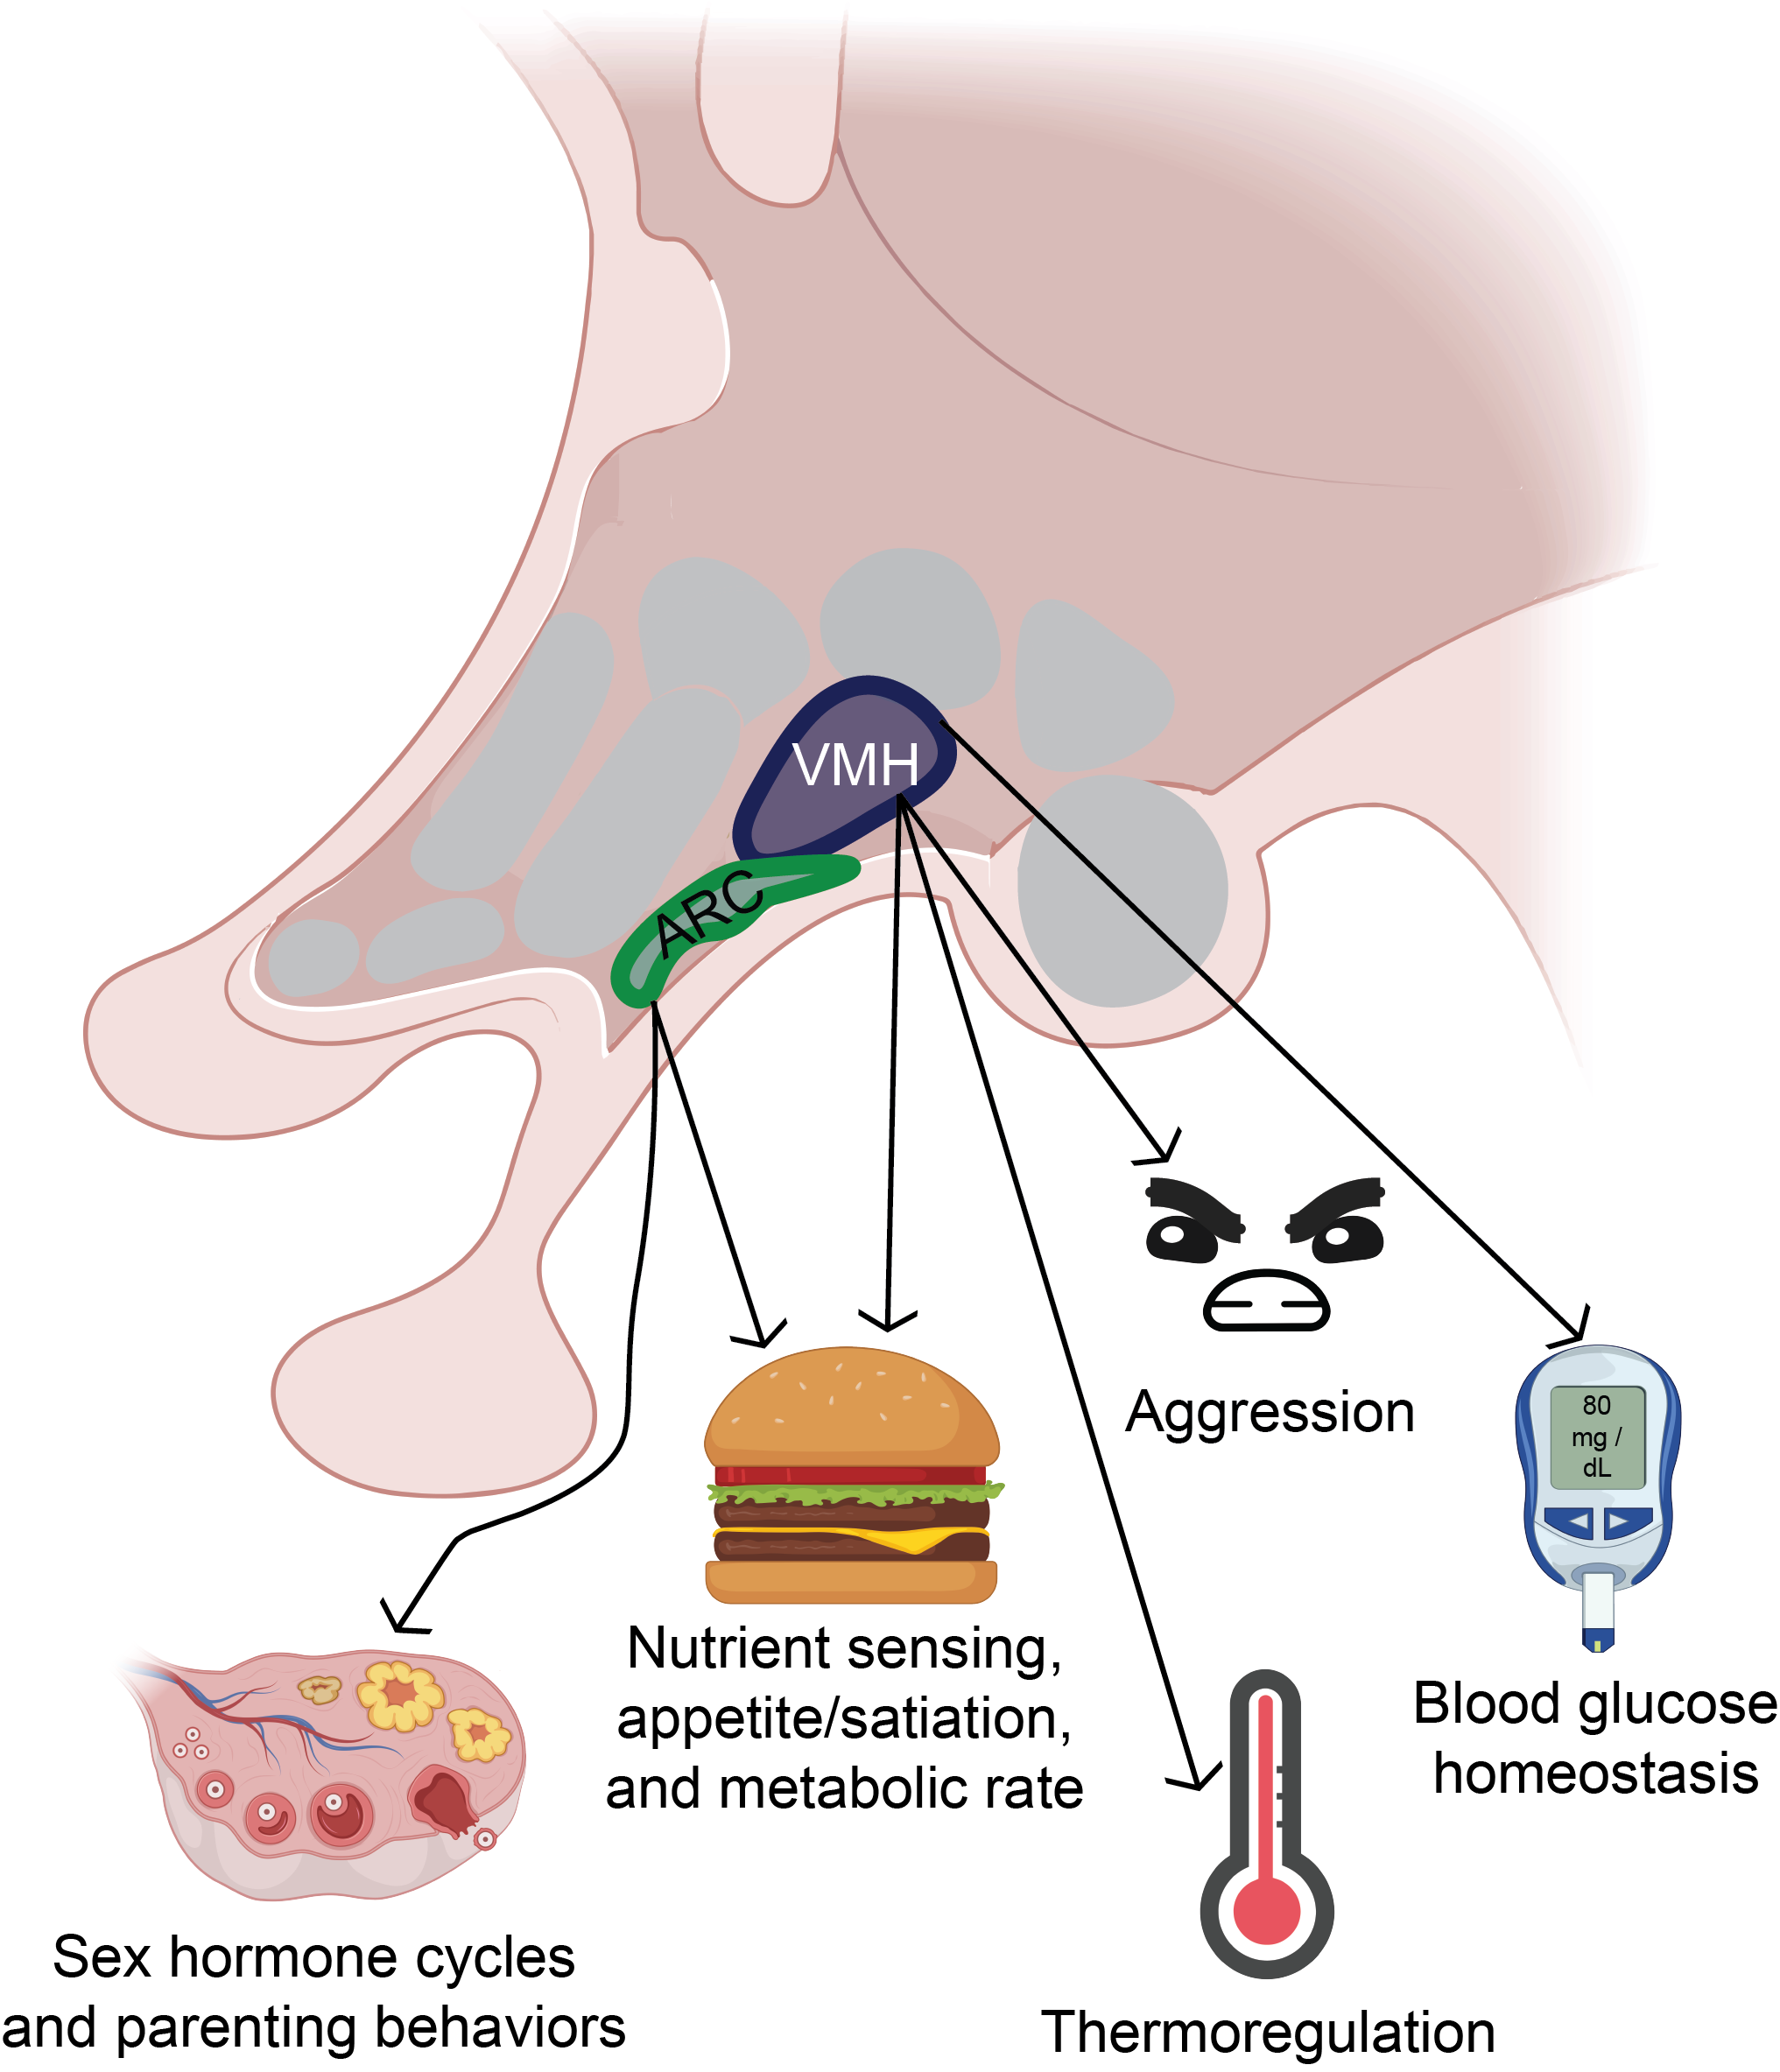 VMH
ARC
Aggression
80
mg /
dL
Nutrient sensing,
appetite/satiation,
and metabolic rate
Blood glucose
homeostasis
Sex hormone cycles
and parenting behaviors
Thermoregulation